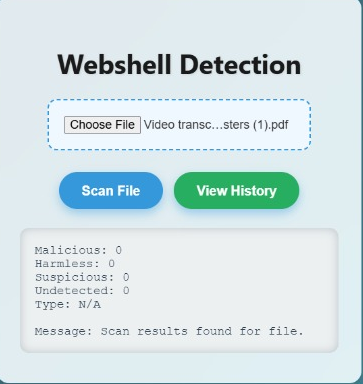 Webshell Detection
Choose File Video transc...sters (1).pdf
Scan File View History
Malicious: 0
Harmless: 0
Suspicious: 0
Undetected: 0
Type: N/A
Message: Scan results found for file.